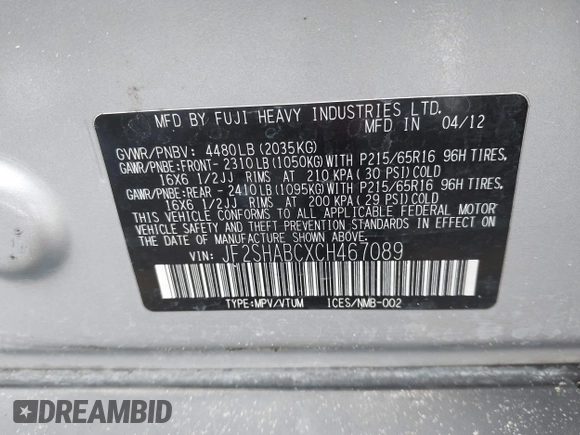 MFD BY FUJI HEAVY INDUSTRIES LTD.
MFD IN 04/12
GVWR/PNBV: 4480LB(2035KG)
GAWR/PNBE:FRONT-2310LB(1050KG)WITH P215/65R16 96H TIRES,
16X6 1/2JJ RIMS AT 210 KPA(30 PSI)COLD
GAWR/PNBE:REAR -2410LB(1095KG)WITH P215/65R16 96H TIRES,
16X6 1/2JJ RIMS AT 200 KPA(29 PSI)COLD
THIS VEHICLE CONFORMS TO ALL APPLICABLE FEDERAL MOTOR
VEHICLE SAFETY AND THEFT PREVENTION STANDARDS IN EFFECT ON
THE DATE OF MANUFACTURE SHOWN ABOVE.
VIN: JF2SHABCXCH467089
TYPE:MPV/VTUM ICES/NMB-002
DREAMBID